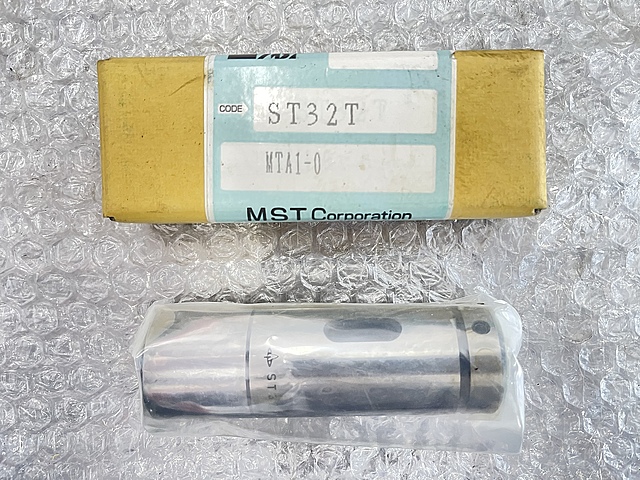 CODE
ST32T
MTA1-0
MST Corporation
ST